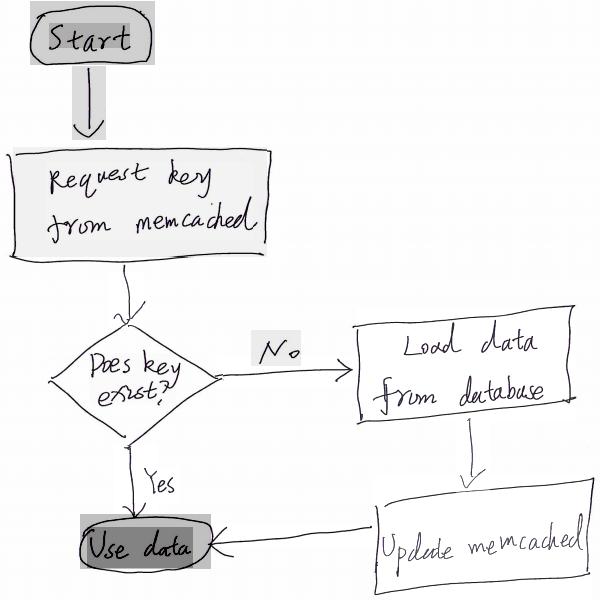 Start
Request key
from memcached
Does key
exist?
No
Load data
from database
Yes
Use data
Update memcached